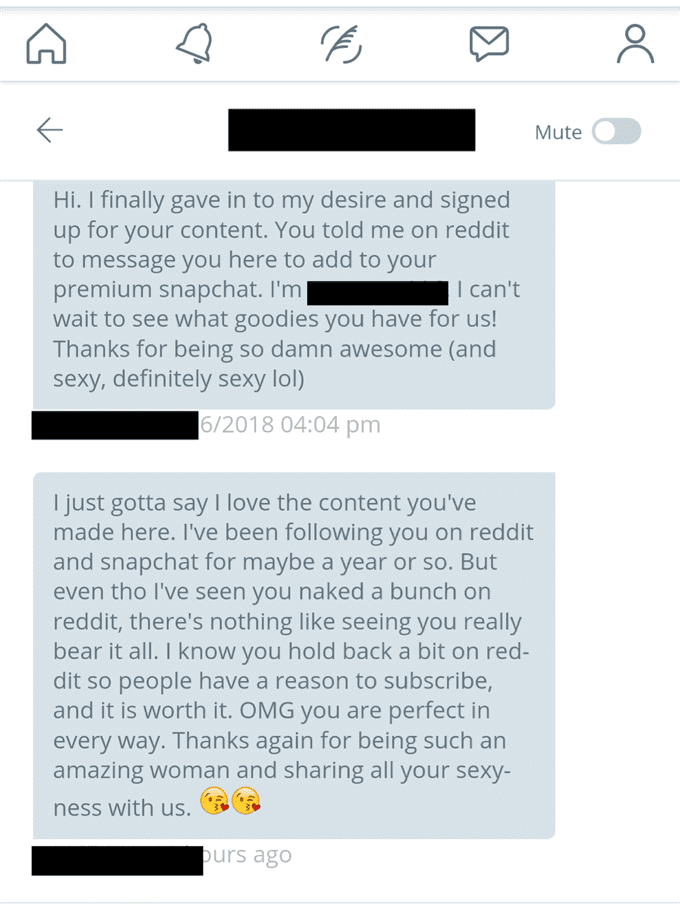 Mute
Hi. I finally gave in to my desire and signed
up for your content. You told me on reddit
to message you here to add to your
premium snapchat. I'm I can't
wait to see what goodies you have for us!
Thanks for being so damn awesome (and
sexy, definitely sexy lol)
6/2018 04:04 pm
I just gotta say I love the content you've
made here. I've been following you on reddit
and snapchat for maybe a year or so. But
even tho I've seen you naked a bunch on
reddit, there's nothing like seeing you really
bear it all. I know you hold back a bit on red-
dit so people have a reason to subscribe,
and it is worth it. OMG you are perfect in
every way. Thanks again for being such an
amazing woman and sharing all your sexy-
ness with us. 😘😘
ours ago